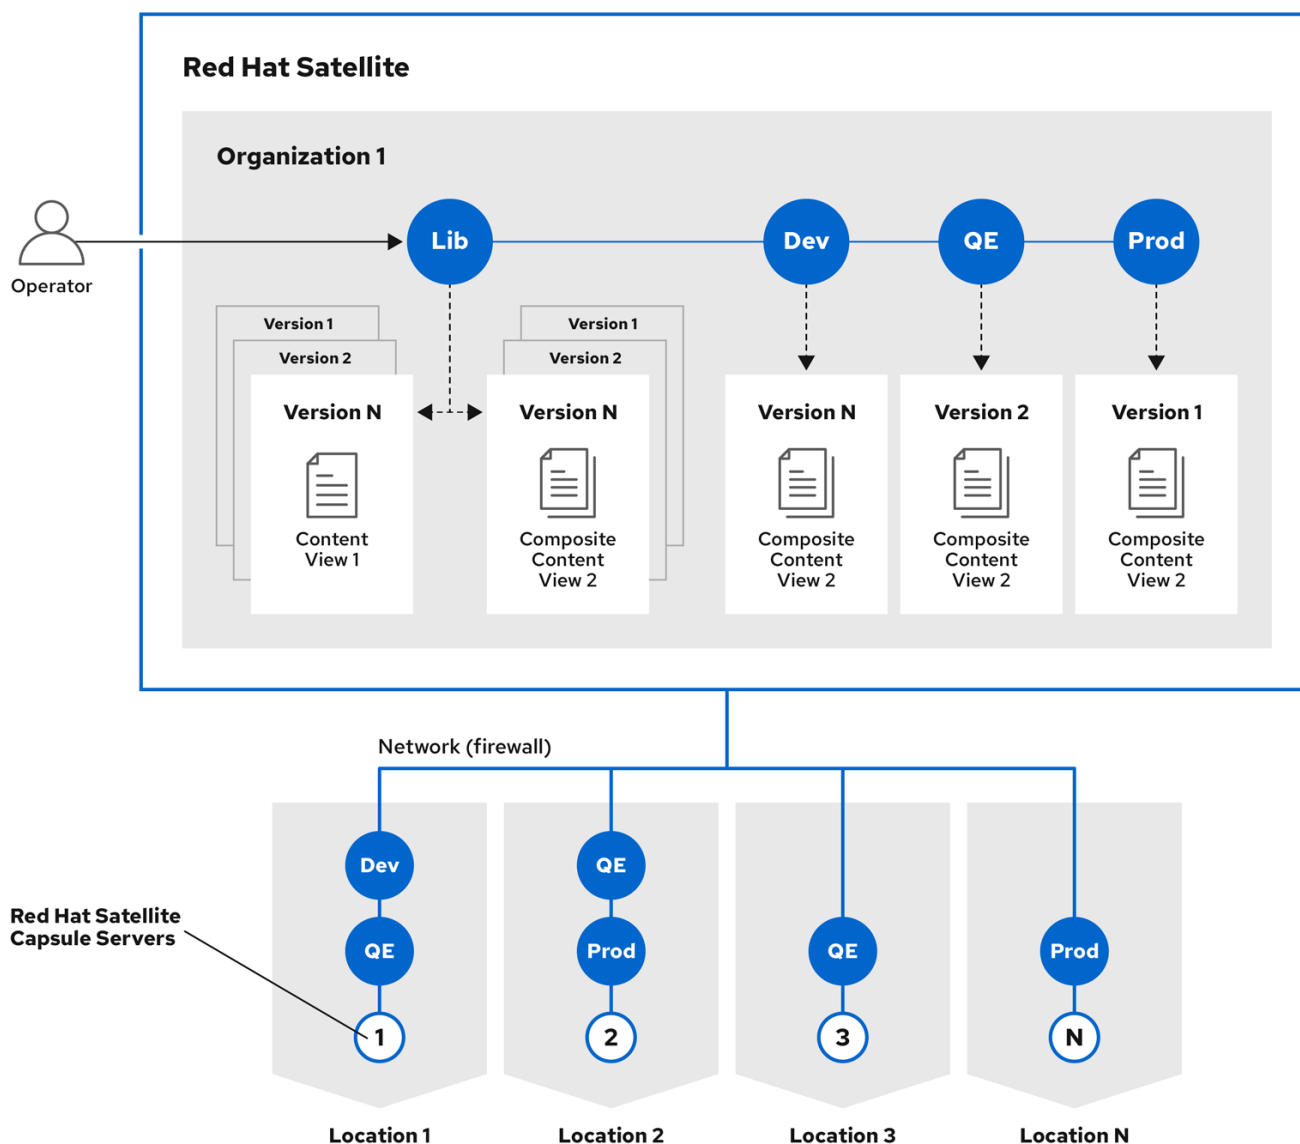 Red Hat Satellite
Organization 1
Operator
Lib
Dev
QE
Prod
Version 1
Version 2
Version N
Content
View 1
Version 1
Version 2
Version N
Composite
Content
View 2
Version N
Composite
Content
View 2
Version 2
Composite
Content
View 2
Version 1
Composite
Content
View 2
Network (firewall)
Red Hat Satellite
Capsule Servers
Dev
QE
1
Location 1
QE
Prod
2
Location 2
QE
3
Location 3
Prod
N
Location N